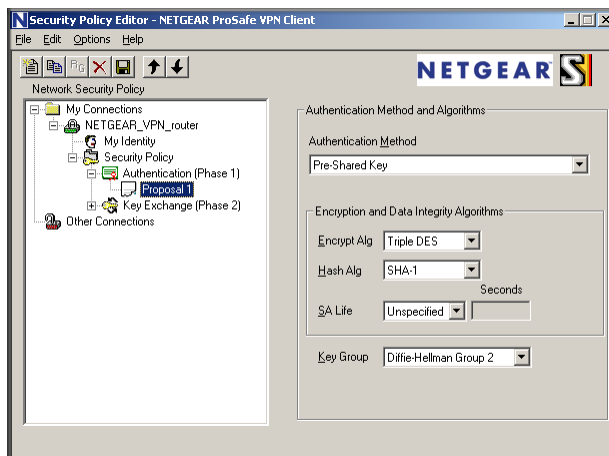 Security Policy Editor - NETGEAR ProSafe VPN Client
File Edit Options Help
RG
NETGEAR S
Network Security Policy
My Connections
NETGEAR_VPN_router
My Identity
Security Policy
Authentication (Phase 1)
Proposal 1
Key Exchange (Phase 2)
Other Connections
Authentication Method and Algorithms
Authentication Method
Pre-Shared Key
Encryption and Data Integrity Algorithms
Encrypt Alg Triple DES
Hash Alg SHA-1
Seconds
SA Life Unspecified
Key Group Diffie-Hellman Group 2